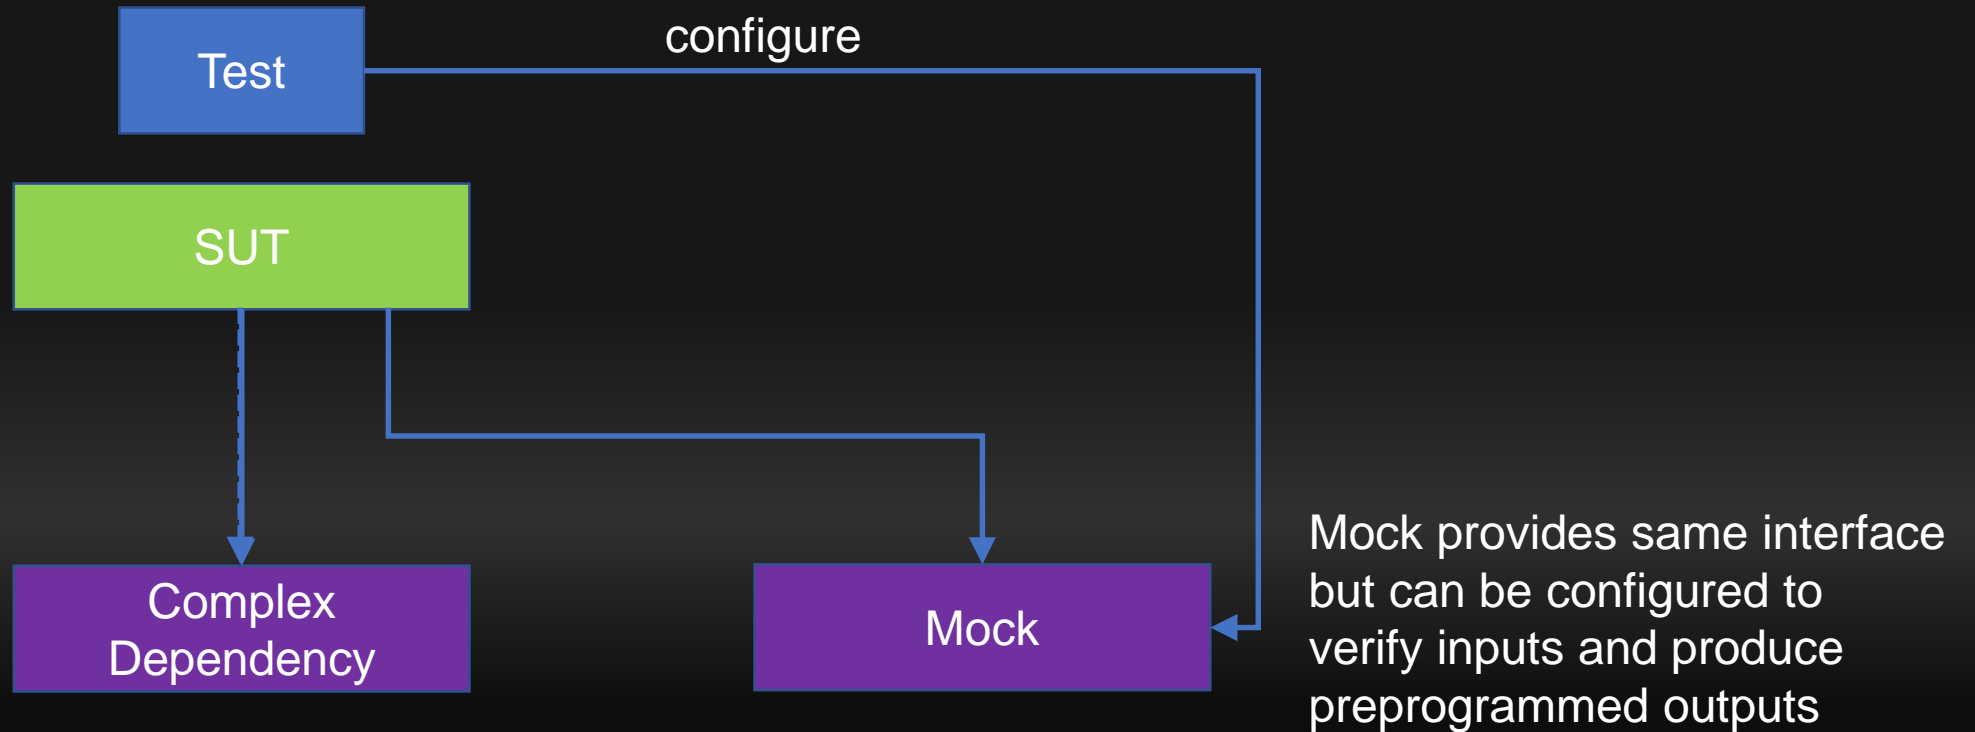 configure
Test
SUT
Complex
Dependency
Mock
Mock provides same interface
but can be configured to
verify inputs and produce
preprogrammed outputs